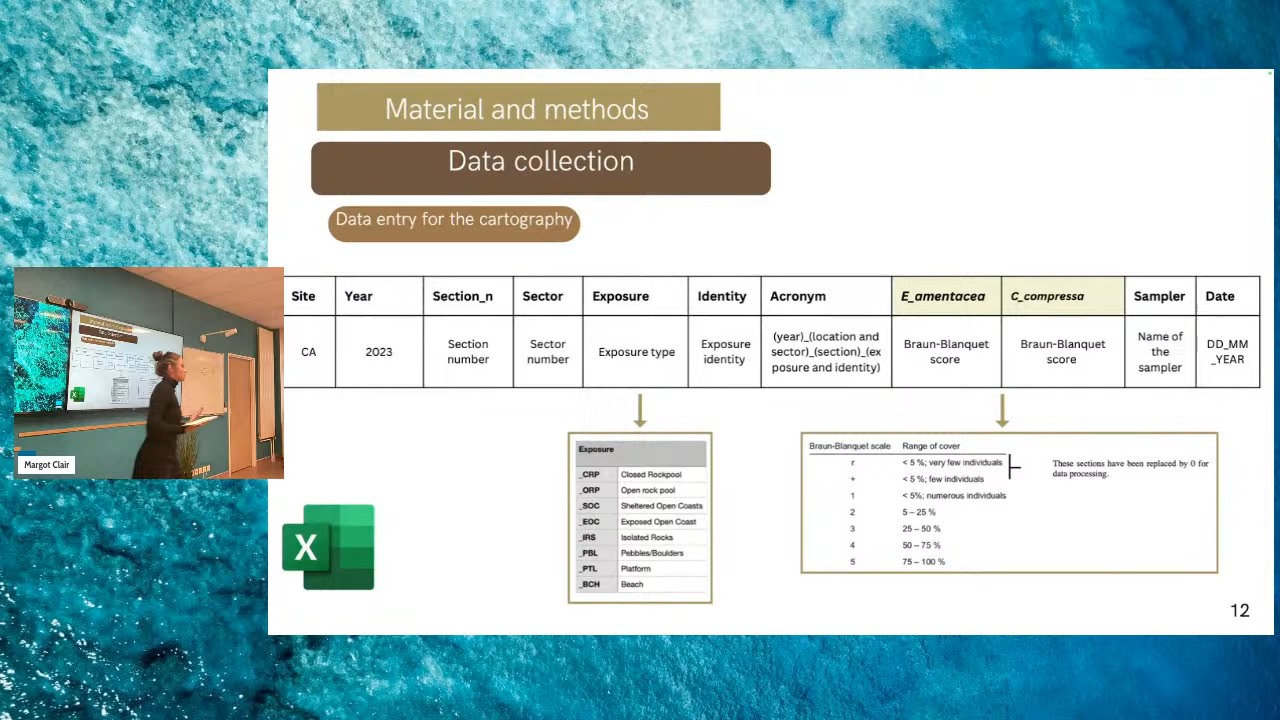 Material and methods
Data collection
Data entry for the cartography
Site Year Section_n Sector Exposure Identity Acronym E_amentacea C_compressa Sampler Date
CA 2023 Section number Sector number Exposure type Exposure identity (year)_(location and sector)_(section)_(exposure and identity) Braun-Blanquet score Braun-Blanquet score Name of the sampler DD_MM_YEAR
Exposure
_CRP Closed Rockpool
_ORP Open rock pool
_SOC Sheltered Open Coasts
_EOC Exposed Open Coast
_IRS Isolated Rocks
_PBL Pebbles/Boulders
_PTL Platform
_BCH Beach
Braun-Blanquet scale Range of cover
r < 5 %; very few individuals
+ < 5 %; few individuals
1 < 5%; numerous individuals
2 5 – 25 %
3 25 – 50 %
4 50 – 75 %
5 75 – 100 %
These sections have been replaced by 0 for
data processing.
Margot Clair
X
12